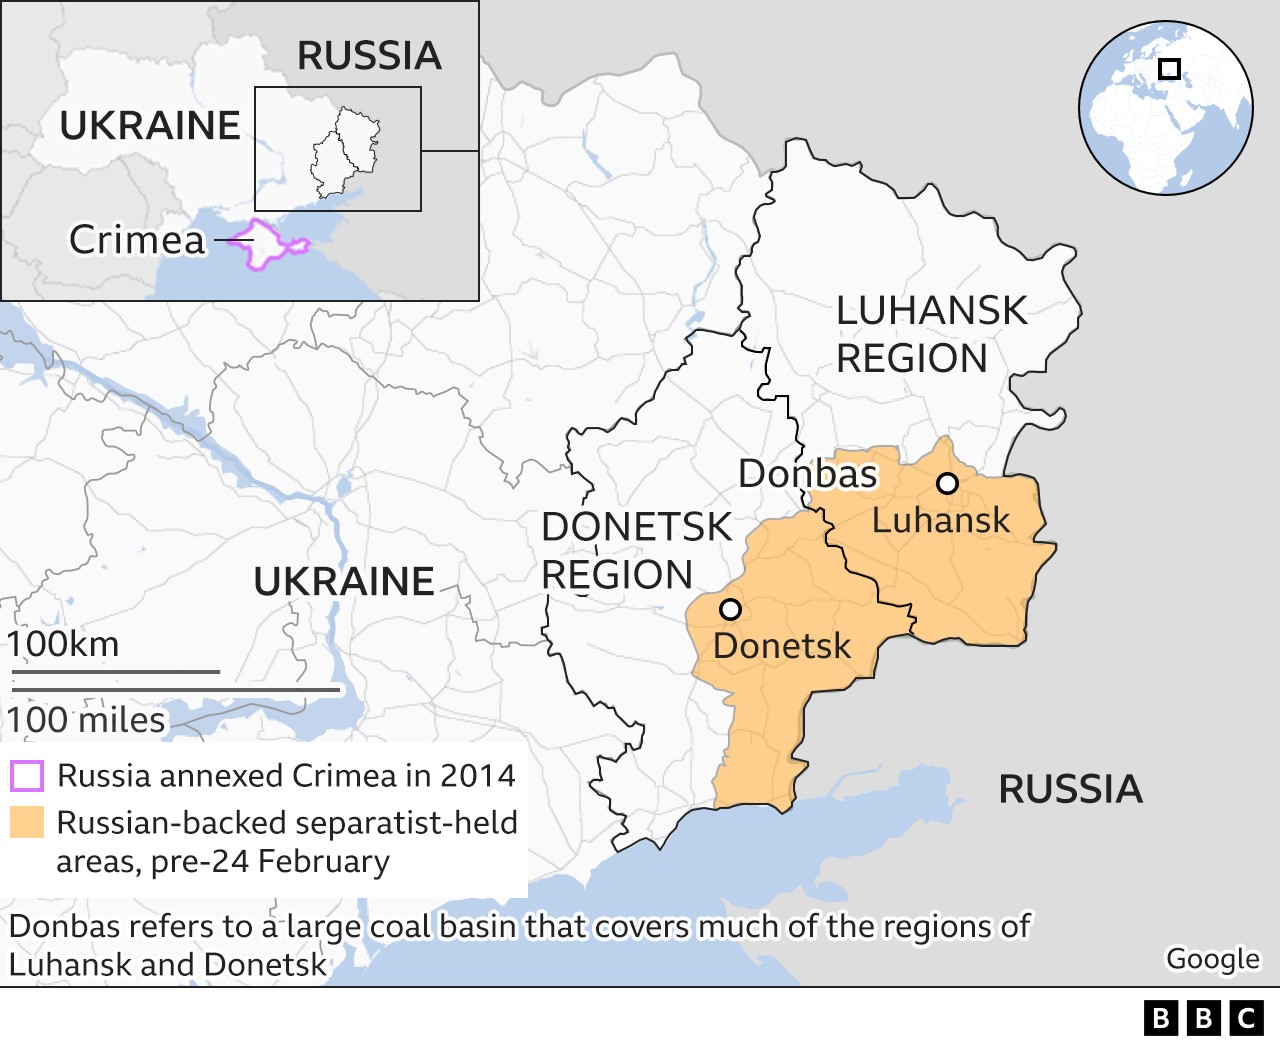 RUSSIA
UKRAINE
Crimea
LUHANSK
REGION
Donbas
Luhansk
DONETSK
REGION
UKRAINE
Donetsk
100km
100 miles
RUSSIA
Russia annexed Crimea in 2014
Russian-backed separatist-held
areas, pre-24 February
Donbas refers to a large coal basin that covers much of the regions of
Luhansk and Donetsk
Google
BBC